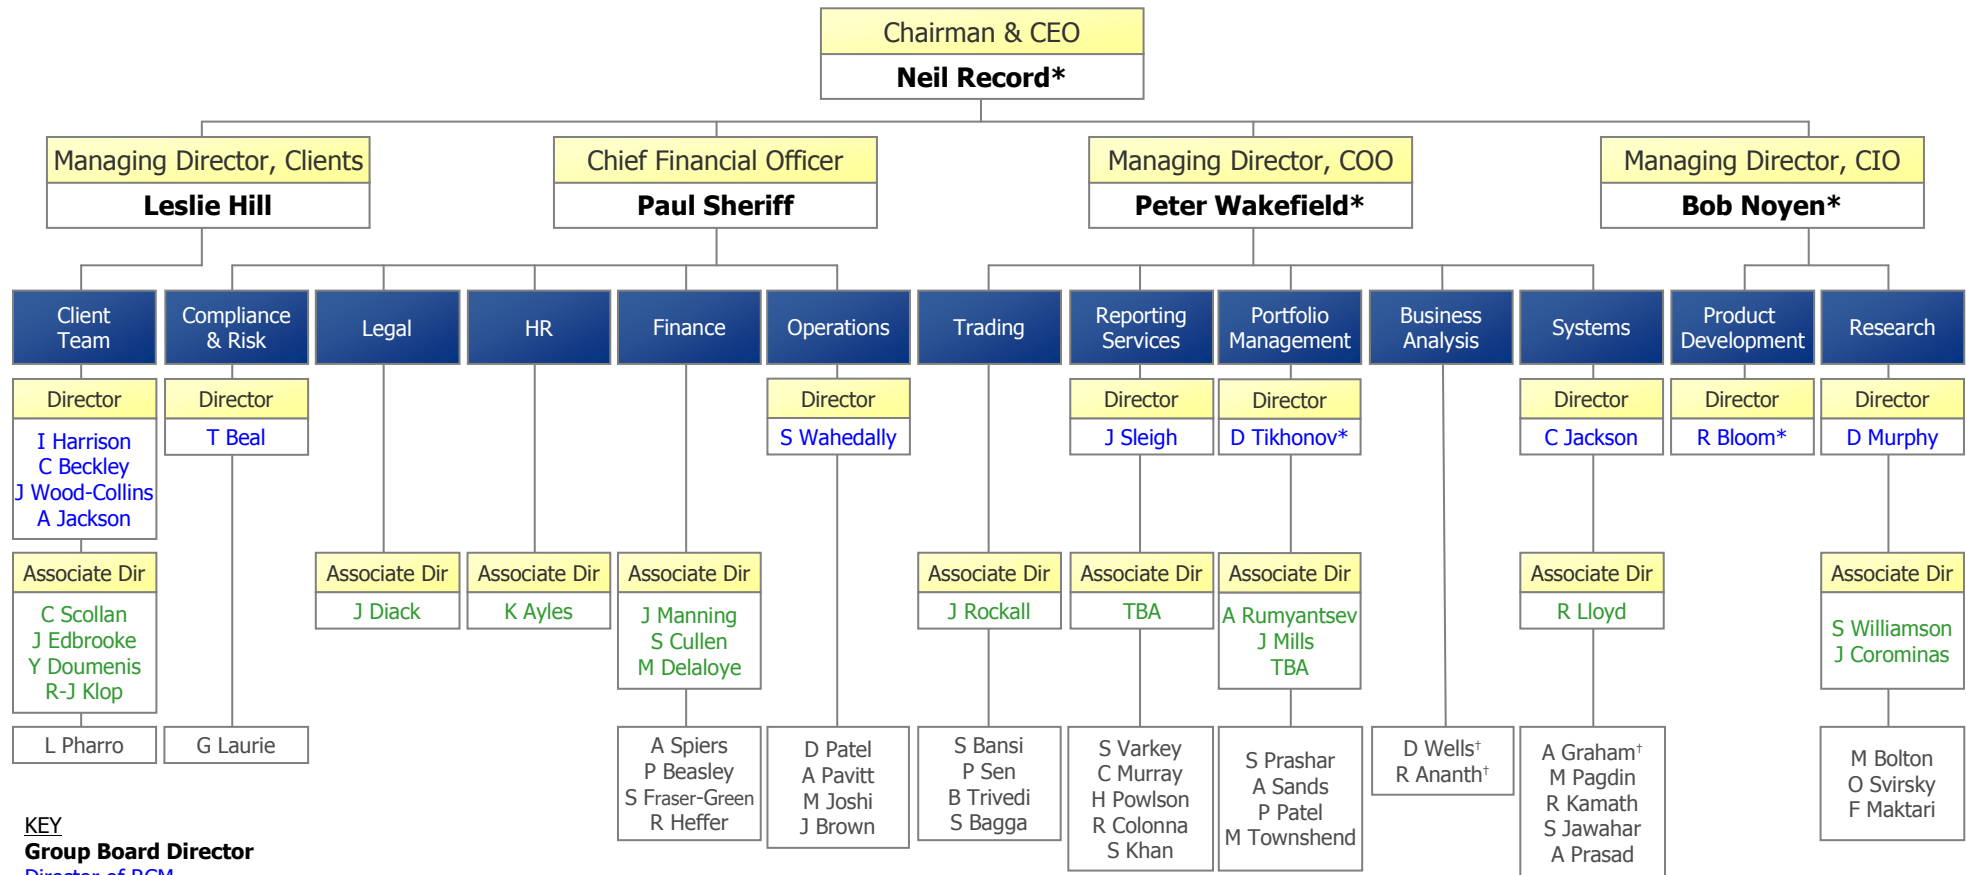 Chairman & CEO
Neil Record*
Managing Director, Clients
Leslie Hill
Chief Financial Officer
Paul Sheriff
Managing Director, COO
Peter Wakefield*
Managing Director, CIO
Bob Noyen*
Client
Team
Director
I Harrison
C Beckley
J Wood-Collins
A Jackson
Associate Dir
C Scollan
J Edbrooke
Y Doumenis
R-J Klop
L Pharro
Compliance
& Risk
Director
T Beal
G Laurie
Legal
Associate Dir
J Diack
HR
Associate Dir
K Ayles
Finance
Associate Dir
J Manning
S Cullen
M Delaloye
A Spiers
P Beasley
S Fraser-Green
R Heffer
Operations
Director
S Wahedally
D Patel
A Pavitt
M Joshi
J Brown
Trading
Associate Dir
J Rockall
S Bansi
P Sen
B Trivedi
S Bagga
Reporting
Services
Director
J Sleigh
Associate Dir
TBA
S Varkey
C Murray
H Powlson
R Colonna
S Khan
Portfolio
Management
Director
D Tikhonov*
Associate Dir
A Rumyantsev
J Mills
TBA
S Prashar
A Sands
P Patel
M Townshend
Business
Analysis
D Wells†
R Ananth†
Systems
Director
C Jackson
Associate Dir
R Lloyd
A Graham†
M Pagdin
R Kamath
S Jawahar
A Prasad
Product
Development
Director
R Bloom*
Research
Director
D Murphy
Associate Dir
S Williamson
J Corominas
M Bolton
O Svirsky
F Maktari
KEY
Group Board Director
Director of RCM